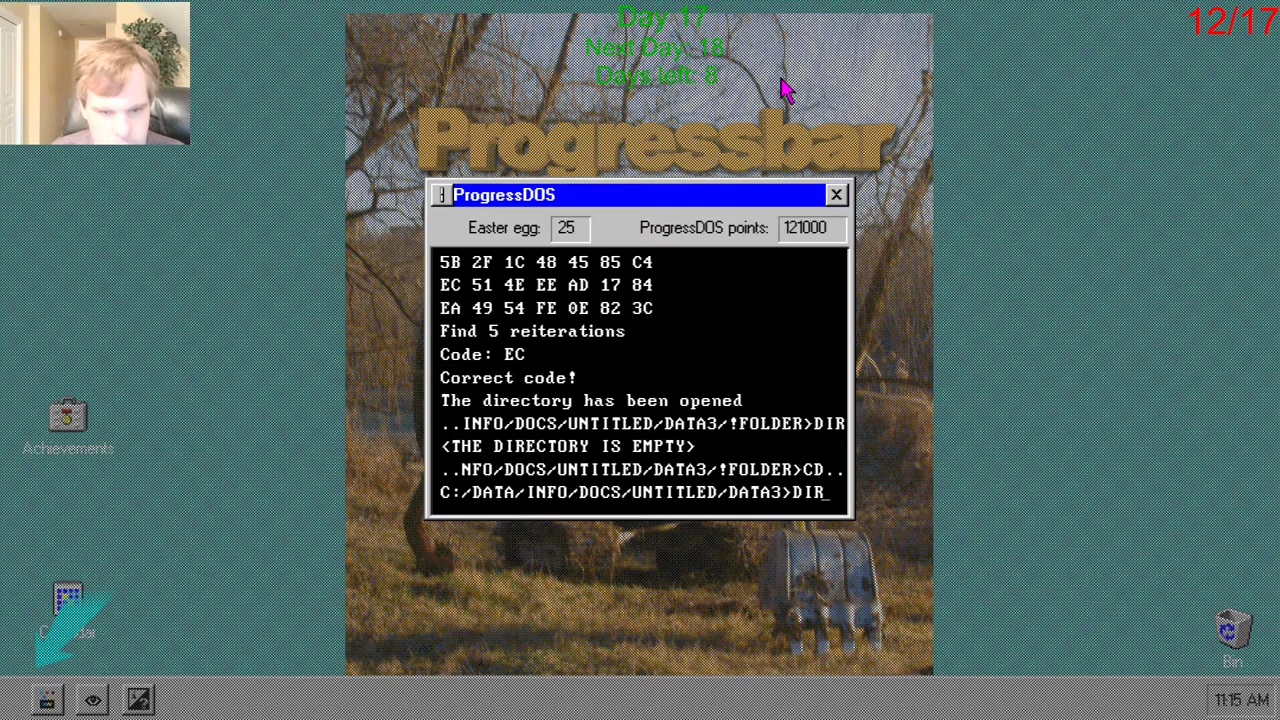 Day 17
Next Day: 18
Days left: 8
12/17
Progressbar
ProgressDOS
Easter egg: 25 ProgressDOS points: 121000
5B 2F 1C 48 45 85 C4
EC 51 4E EE AD 17 84
EA 49 54 FE 0E 82 3C
Find 5 reiterations
Code: EC
Correct code!
The directory has been opened
..INFO/DOCS/UNTITLED/DATA3/!FOLDER>DIR
<THE DIRECTORY IS EMPTY>
..NFO/DOCS/UNTITLED/DATA3/!FOLDER>CD..
C:/DATA/INFO/DOCS/UNTITLED/DATA3>DIR_
Achievements
Bin
11:15 AM